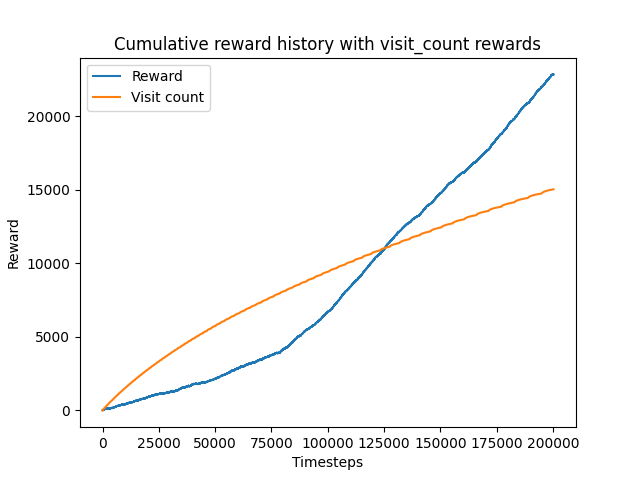 Cumulative reward history with visit_count rewards
Reward
Visit count
20000
15000
10000
5000
0
Reward
0 25000 50000 75000 100000 125000 150000 175000 200000
Timesteps